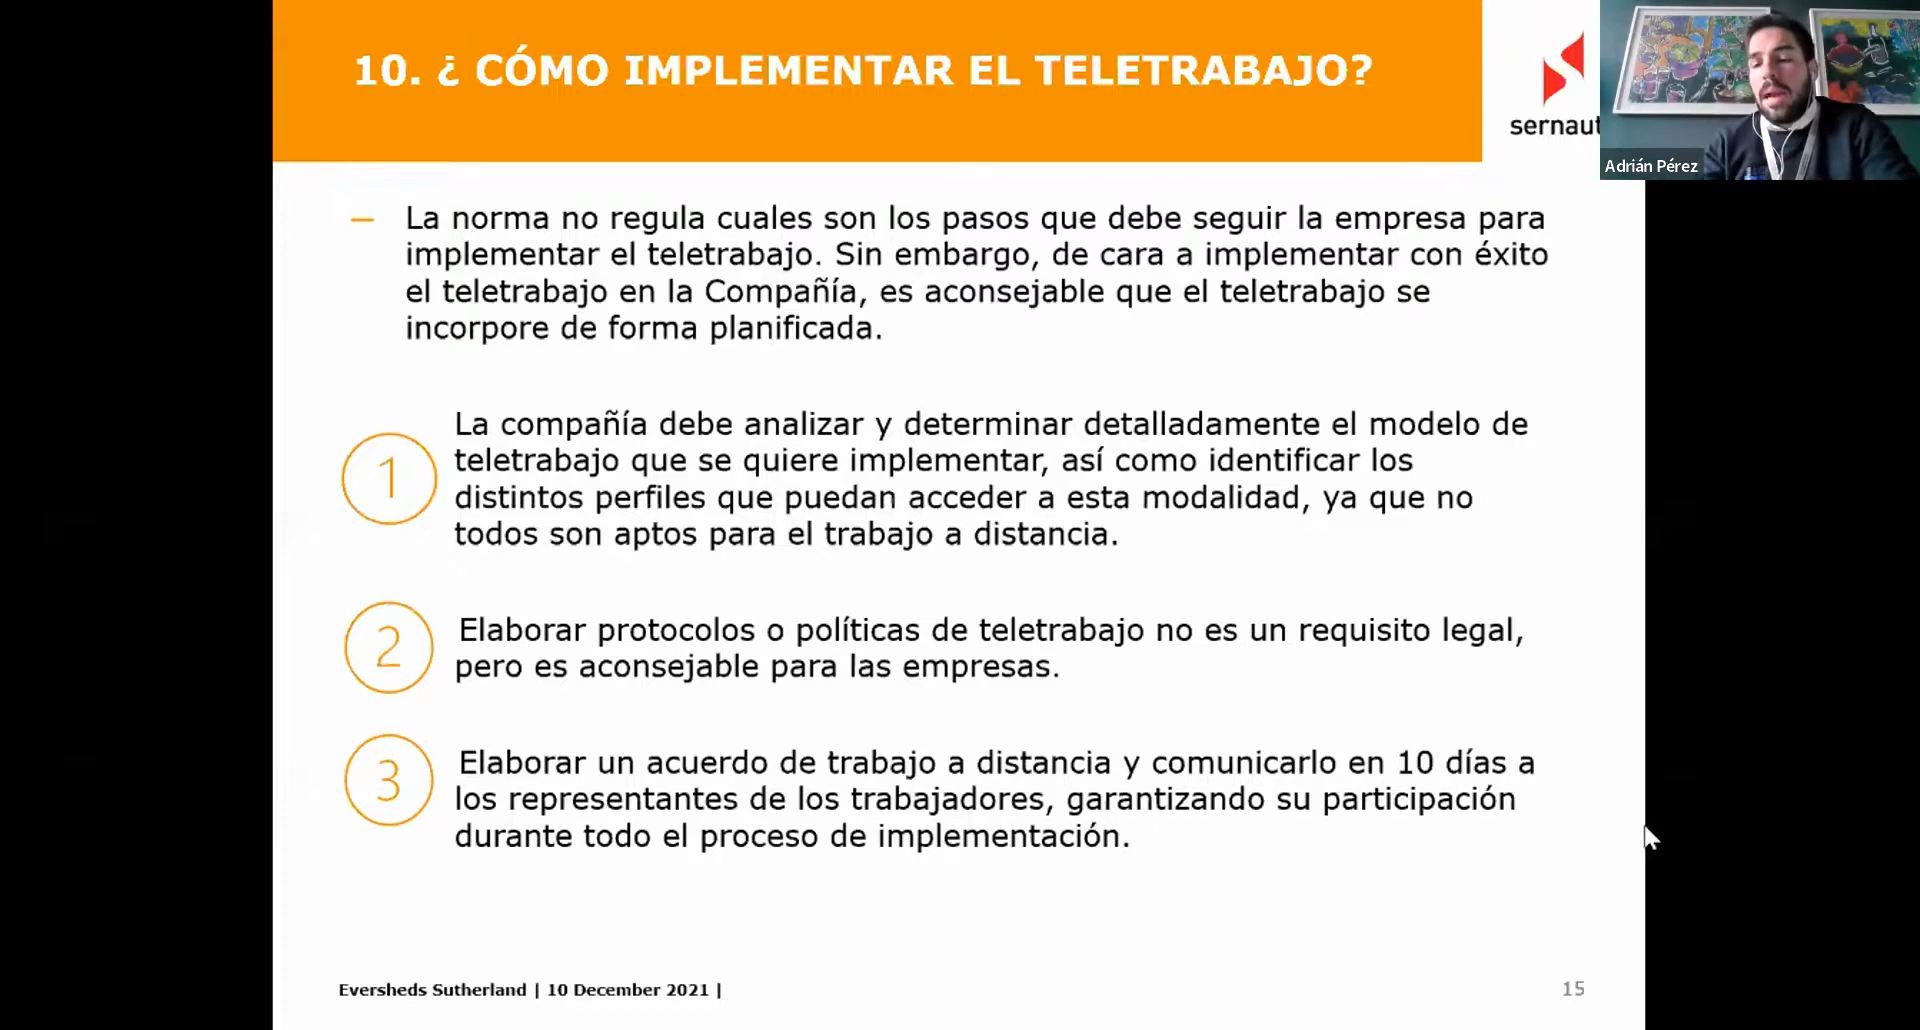 10. ¿ CÓMO IMPLEMENTAR EL TELETRABAJO?
sernaut
Adrián Pérez
– La norma no regula cuales son los pasos que debe seguir la empresa para
implementar el teletrabajo. Sin embargo, de cara a implementar con éxito
el teletrabajo en la Compañía, es aconsejable que el teletrabajo se
incorpore de forma planificada.
1
La compañía debe analizar y determinar detalladamente el modelo de
teletrabajo que se quiere implementar, así como identificar los
distintos perfiles que puedan acceder a esta modalidad, ya que no
todos son aptos para el trabajo a distancia.
2
Elaborar protocolos o políticas de teletrabajo no es un requisito legal,
pero es aconsejable para las empresas.
3
Elaborar un acuerdo de trabajo a distancia y comunicarlo en 10 días a
los representantes de los trabajadores, garantizando su participación
durante todo el proceso de implementación.
Eversheds Sutherland | 10 December 2021 |
15